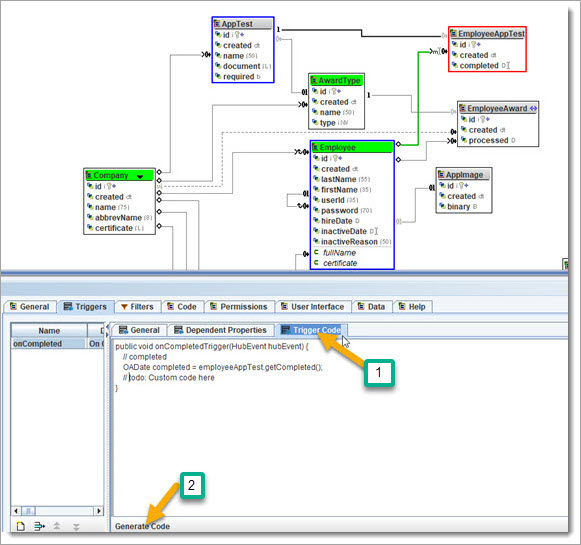 AppTest
id
created dt
name (50)
document (L)
required b
1
EmployeeAppTest
id
created dt
completed D
AwardType
id
created dt
name (50)
type (16)
1
EmployeeAward
id
created dt
processed D
Employee
id
created dt
lastName (55)
firstName (35)
userId (35)
password (70)
hireDate D
inactiveDate D
inactiveReason (50)
fullName
certificate
AppImage
id
created dt
binary B
Company
id
created dt
name (75)
abbrevName (8)
certificate (L)
General Triggers Filters Code Permissions User Interface Data Help
Name D
onCompleted On C
General Dependent Properties Trigger Code
public void onCompletedTrigger(HubEvent hubEvent) {
// completed
OADate completed = employeeAppTest.getCompleted();
// todo: Custom code here
}
1
2
Generate Code